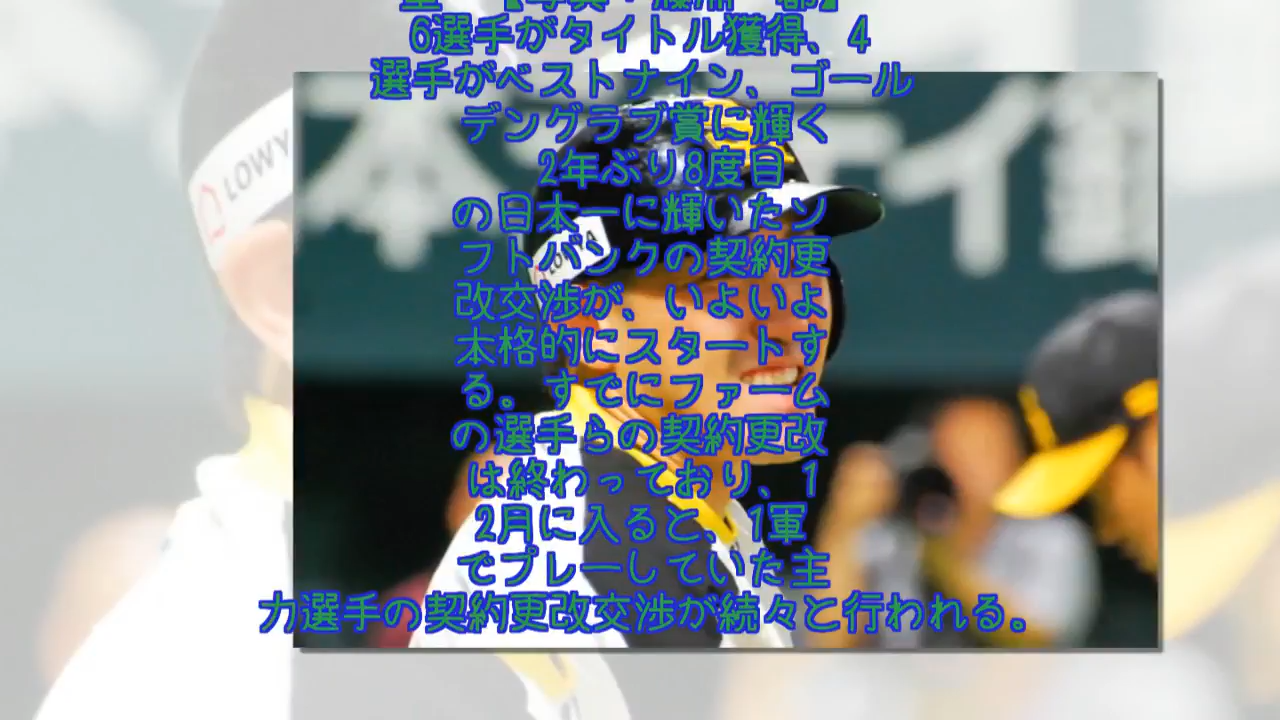 6選手がタイトル獲得、4
選手がベストナイン、ゴール
デングラブ賞に輝く
2年ぶり8度目
の日本一に輝いたソ
フトバンクの契約更
改交渉が、いよいよ
本格的にスタートす
る。すでにファーム
の選手らの契約更改
は終わっており、1
2月に入ると、1軍
でプレーしていた主
力選手の契約更改交渉が続々と行われる。
LOWYA
LOWY